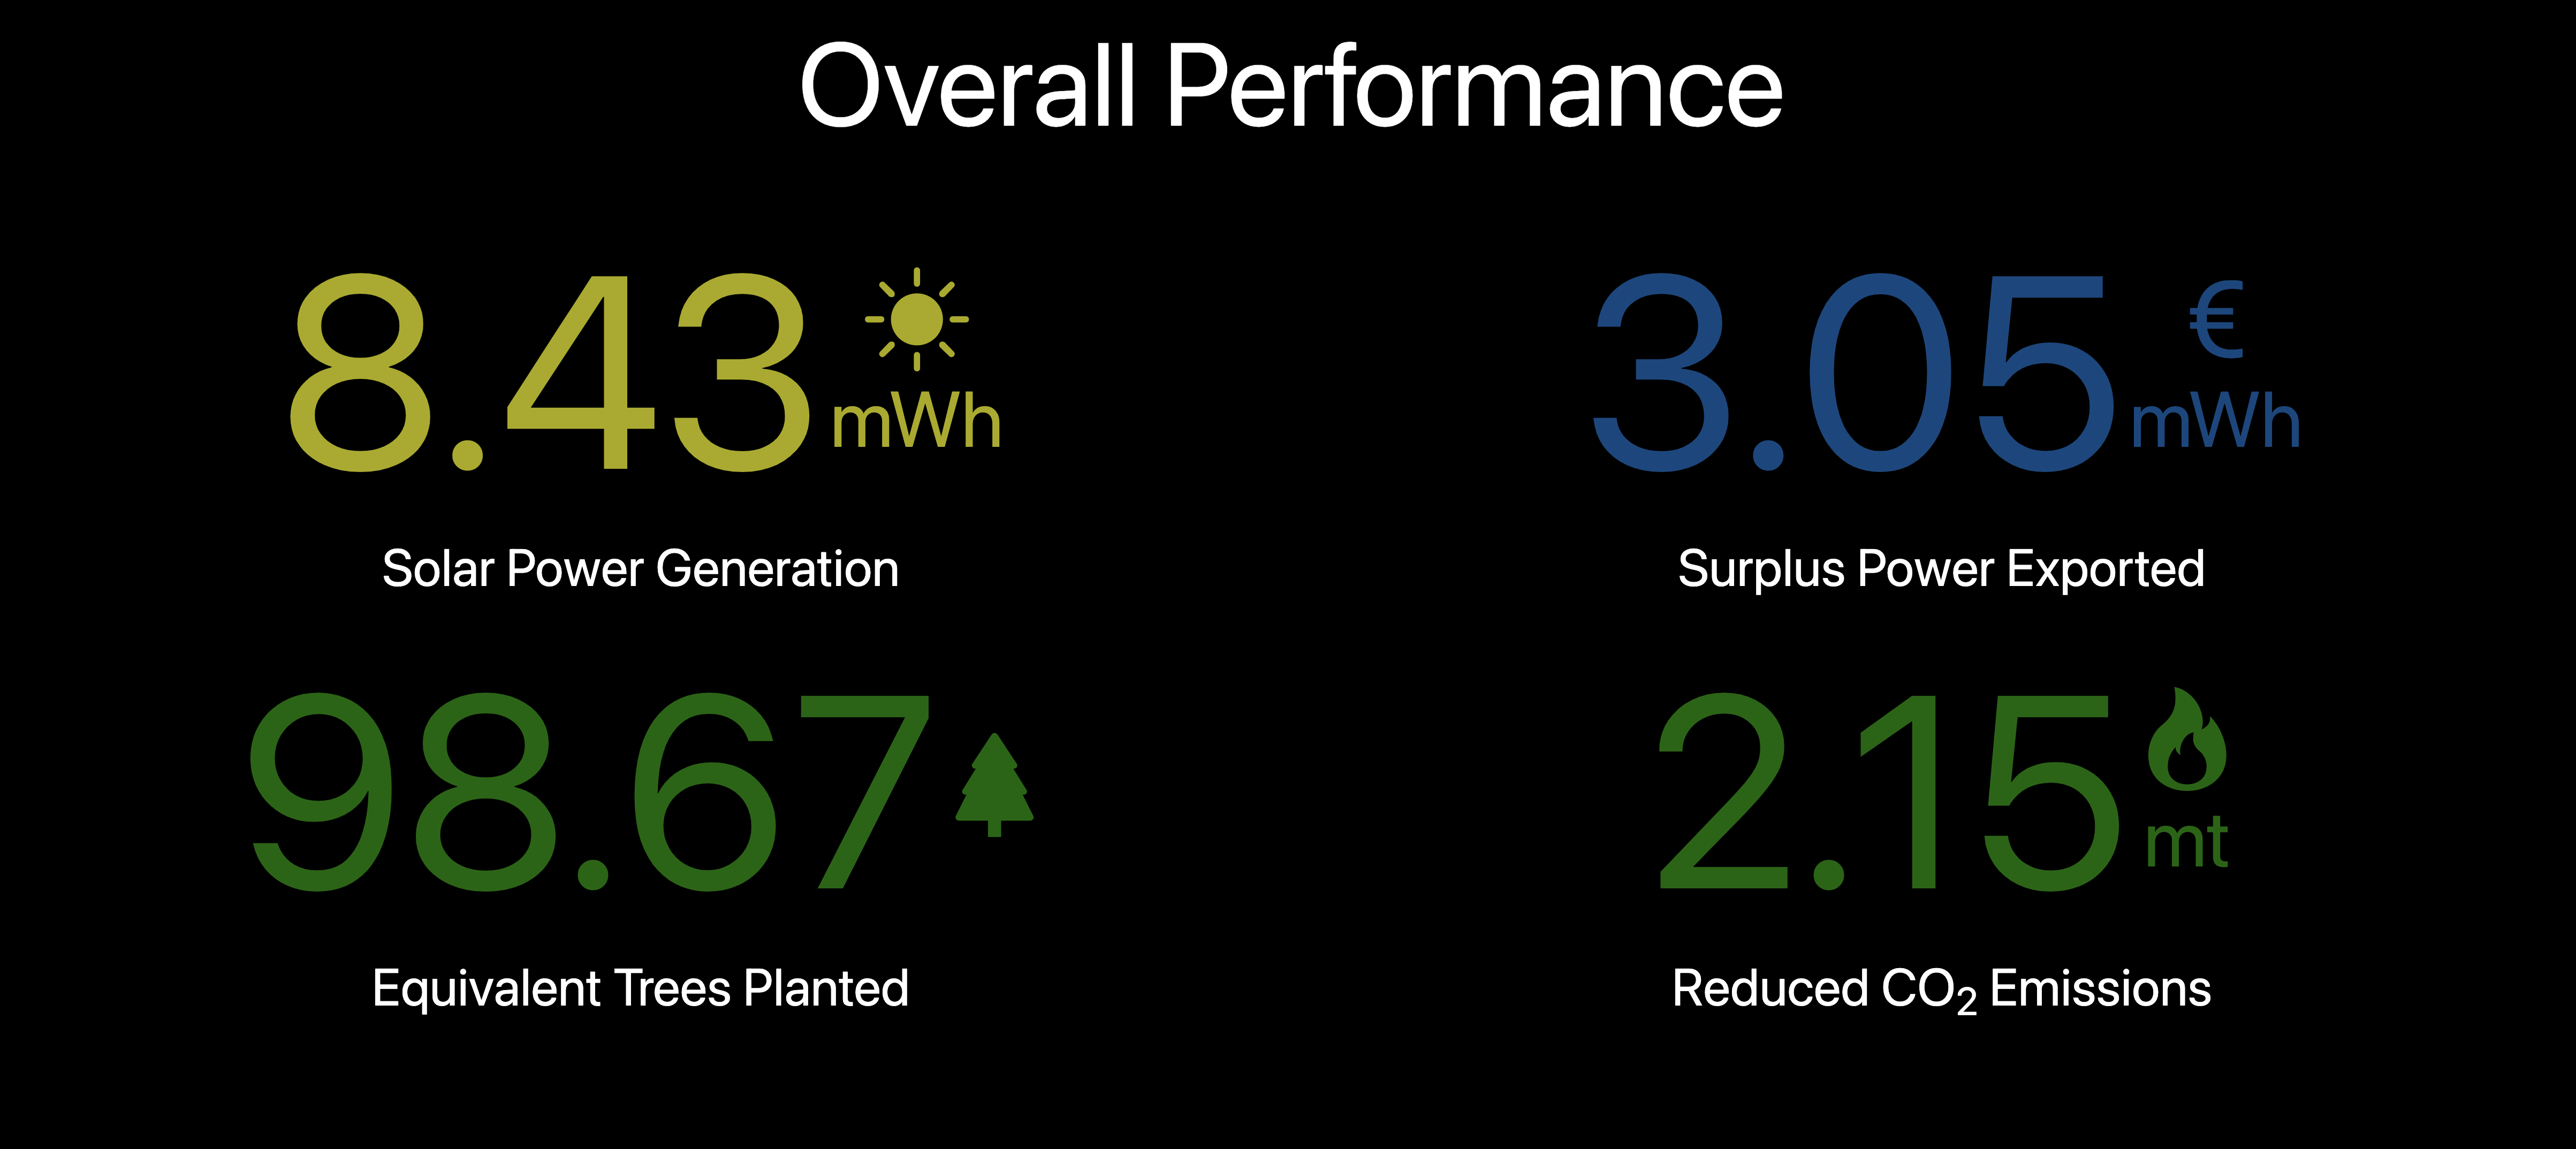 Overall Performance
8.43 mWh
Solar Power Generation
3.05 € mWh
Surplus Power Exported
98.67
Equivalent Trees Planted
2.15 mt
Reduced CO₂ Emissions